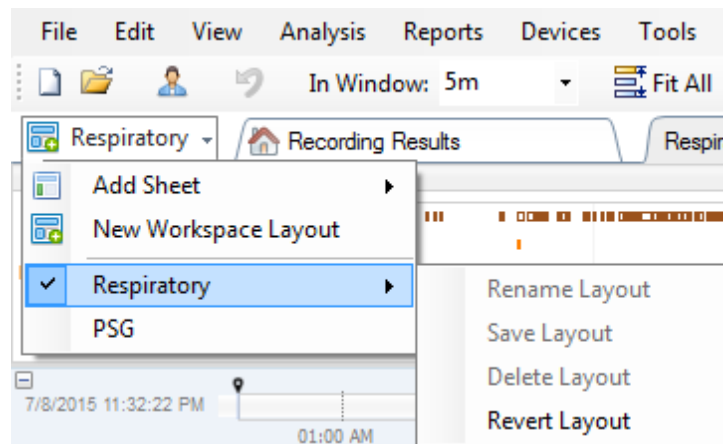 File Edit View Analysis Reports Devices Tools
In Window: 5m Fit All
Respiratory Recording Results
Add Sheet
New Workspace Layout
Respiratory
Rename Layout
PSG
Save Layout
Delete Layout
Revert Layout
7/8/2015 11:32:22 PM
01:00 AM